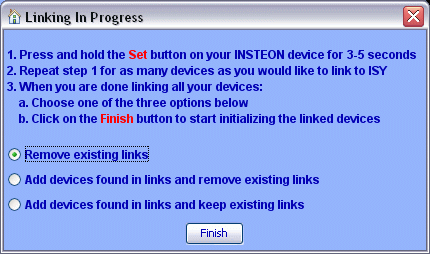 Linking In Progress
1. Press and hold the Set button on your INSTEON device for 3-5 seconds
2. Repeat step 1 for as many devices as you would like to link to ISY
3. When you are done linking all your devices:
a. Choose one of the three options below
b. Click on the Finish button to start initializing the linked devices
Remove existing links
Add devices found in links and remove existing links
Add devices found in links and keep existing links
Finish